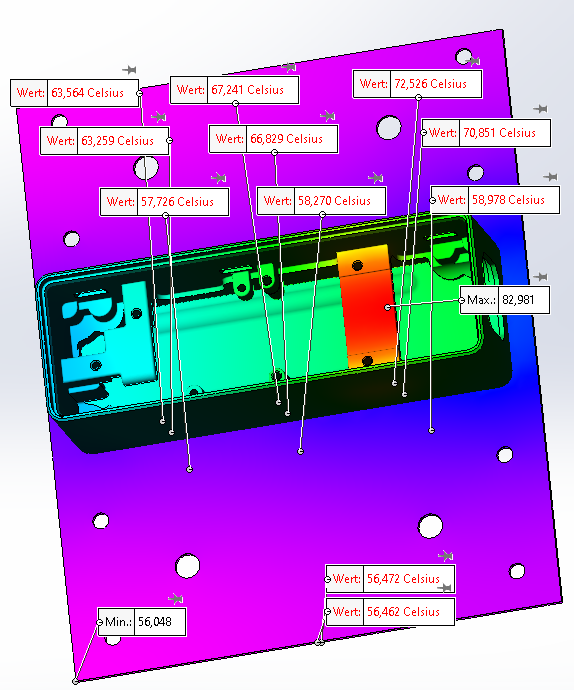 Wert: 63,564 Celsius
Wert: 67,241 Celsius
Wert: 72,526 Celsius
Wert: 63,259 Celsius
Wert: 66,829 Celsius
Wert: 70,851 Celsius
Wert: 57,726 Celsius
Wert: 58,270 Celsius
Wert: 58,978 Celsius
Max.: 82,981
Wert: 56,472 Celsius
Wert: 56,462 Celsius
Min.: 56,048